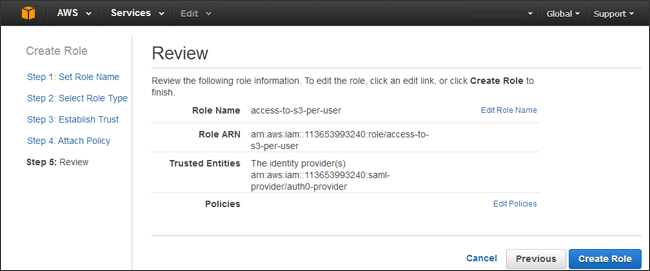 AWS Services Edit Global Support
Create Role
Step 1: Set Role Name
Step 2: Select Role Type
Step 3: Establish Trust
Step 4: Attach Policy
Step 5: Review
Review
Review the following role information. To edit the role, click an edit link, or click Create Role to
finish.
Role Name access-to-s3-per-user Edit Role Name
Role ARN arn:aws:iam::113653993240:role/access-to-
s3-per-user
Trusted Entities The identity provider(s)
arn:aws:iam::113653993240:saml-
provider/auth0-provider
Policies Edit Policies
Cancel Previous Create Role